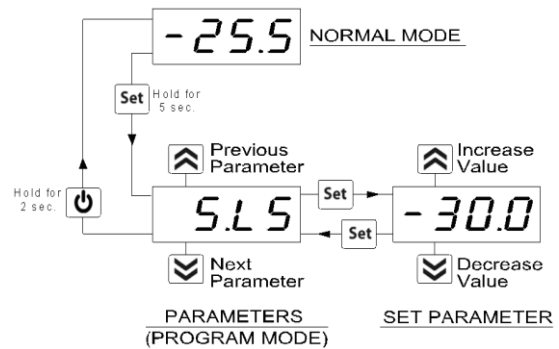 -25.5
NORMAL MODE
Set
Hold for
5 sec.
Previous
Parameter
Increase
Value
Hold for
2 sec.
S.L S
Set
Set
-30.0
Next
Parameter
Decrease
Value
PARAMETERS
(PROGRAM MODE)
SET PARAMETER